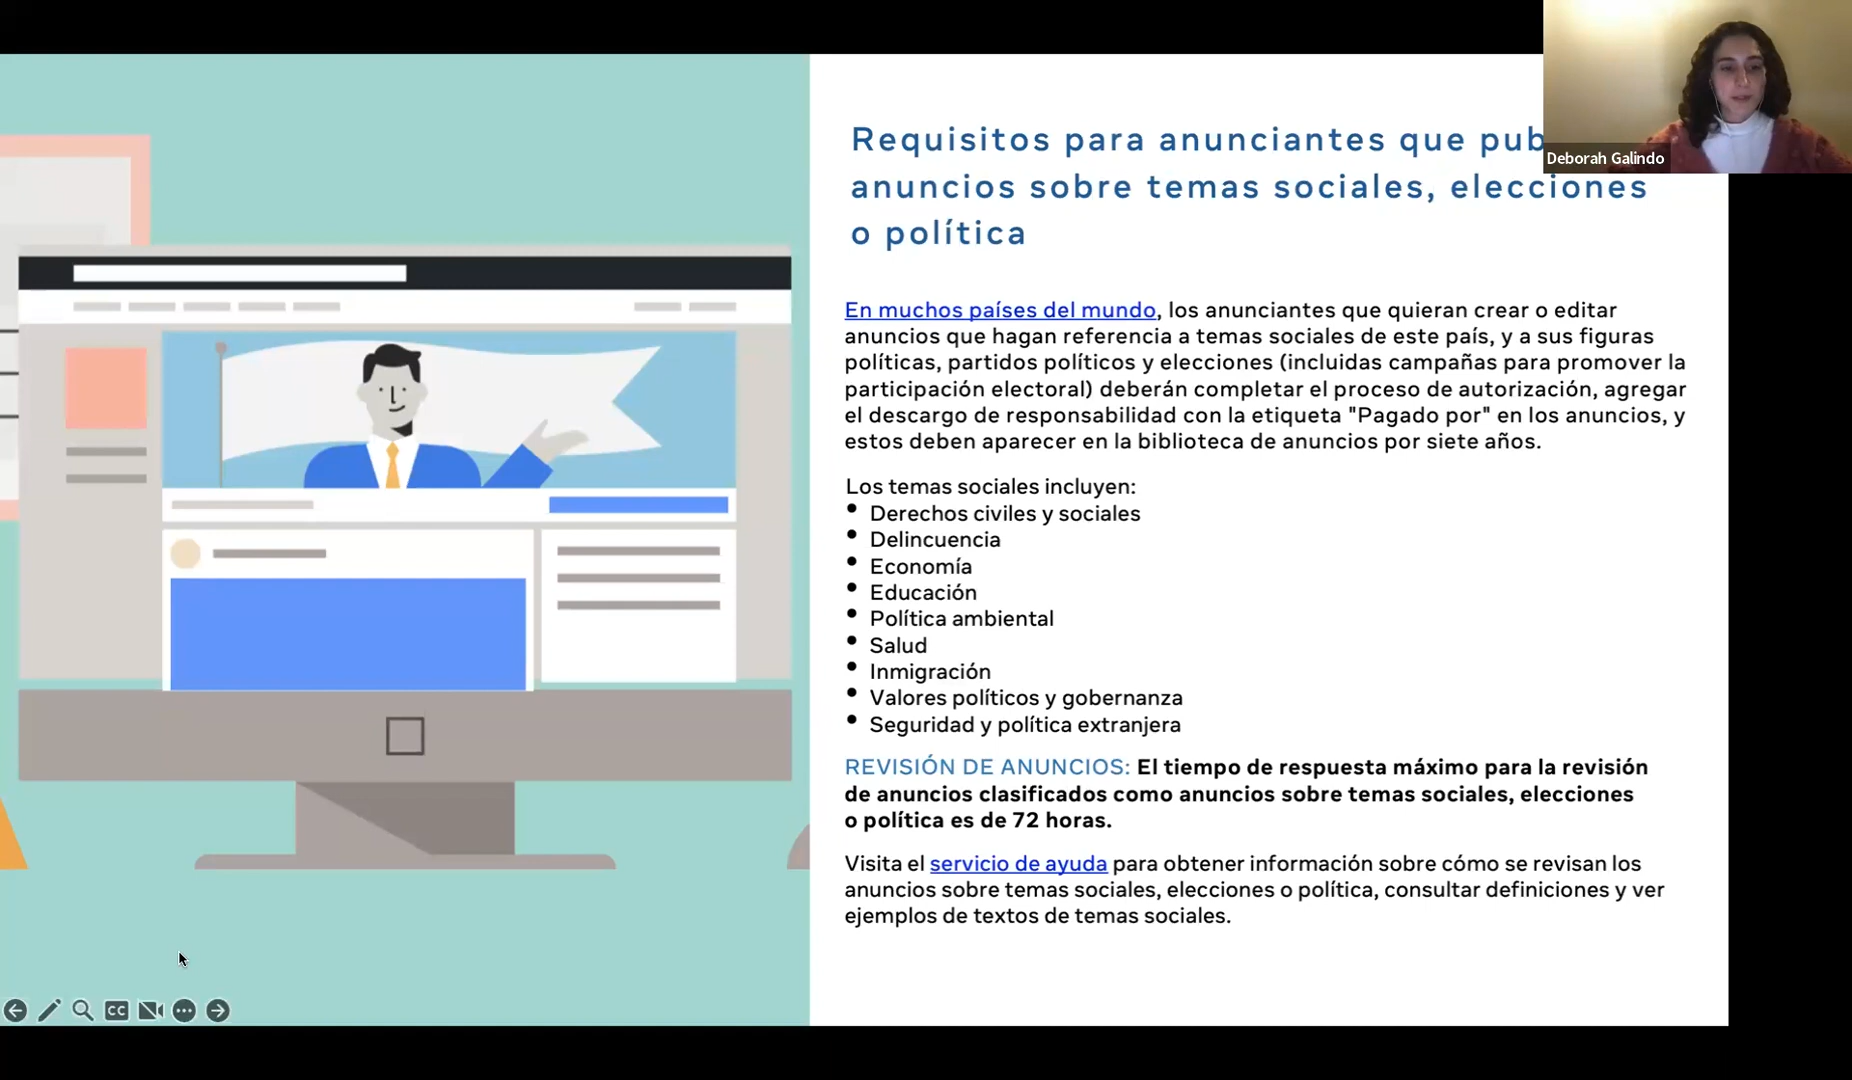 Requisitos para anunciantes que
anuncios sobre temas sociales, elecciones
o política
Deborah Galindo
En muchos países del mundo, los anunciantes que quieran crear o editar
anuncios que hagan referencia a temas sociales de este país, y a sus figuras
políticas, partidos políticos y elecciones (incluidas campañas para promover la
participación electoral) deberán completar el proceso de autorización, agregar
el descargo de responsabilidad con la etiqueta "Pagado por" en los anuncios, y
estos deben aparecer en la biblioteca de anuncios por siete años.
Los temas sociales incluyen:
• Derechos civiles y sociales
• Delincuencia
• Economía
• Educación
• Política ambiental
• Salud
• Inmigración
• Valores políticos y gobernanza
• Seguridad y política extranjera
REVISIÓN DE ANUNCIOS: El tiempo de respuesta máximo para la revisión
de anuncios clasificados como anuncios sobre temas sociales, elecciones
o política es de 72 horas.
Visita el servicio de ayuda para obtener información sobre cómo se revisan los
anuncios sobre temas sociales, elecciones o política, consultar definiciones y ver
ejemplos de textos de temas sociales.
CC